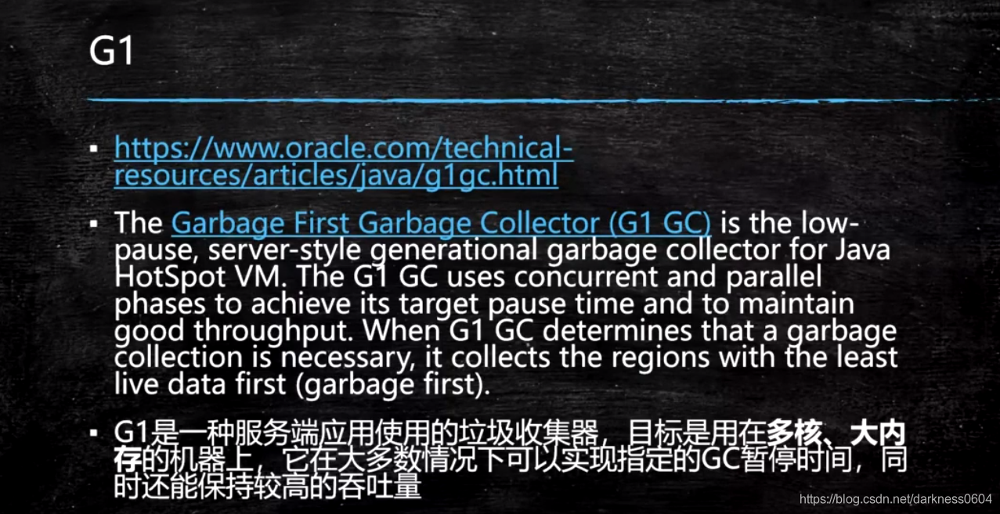 G1
▪ https://www.oracle.com/technical-
resources/articles/java/g1gc.html
▪ The Garbage First Garbage Collector (G1 GC) is the low-
pause, server-style generational garbage collector for Java
HotSpot VM. The G1 GC uses concurrent and parallel
phases to achieve its target pause time and to maintain
good throughput. When G1 GC determines that a garbage
collection is necessary, it collects the regions with the least
live data first (garbage first).
▪ G1是一种服务端应用使用的垃圾收集器，目标是用在多核、大内
存的机器上，它在大多数情况下可以实现指定的GC暂停时间，同
时还能保持较高的吞吐量
https://blog.csdn.net/darkness0604